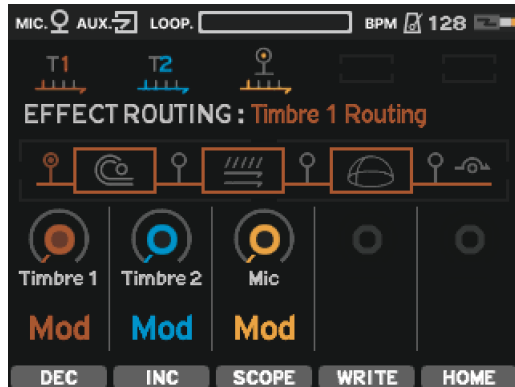 MIC. AUX. LOOP. BPM 128
T1 T2
EFFECT ROUTING : Timbre 1 Routing
Timbre 1 Timbre 2 Mic
Mod Mod Mod
DEC INC SCOPE WRITE HOME